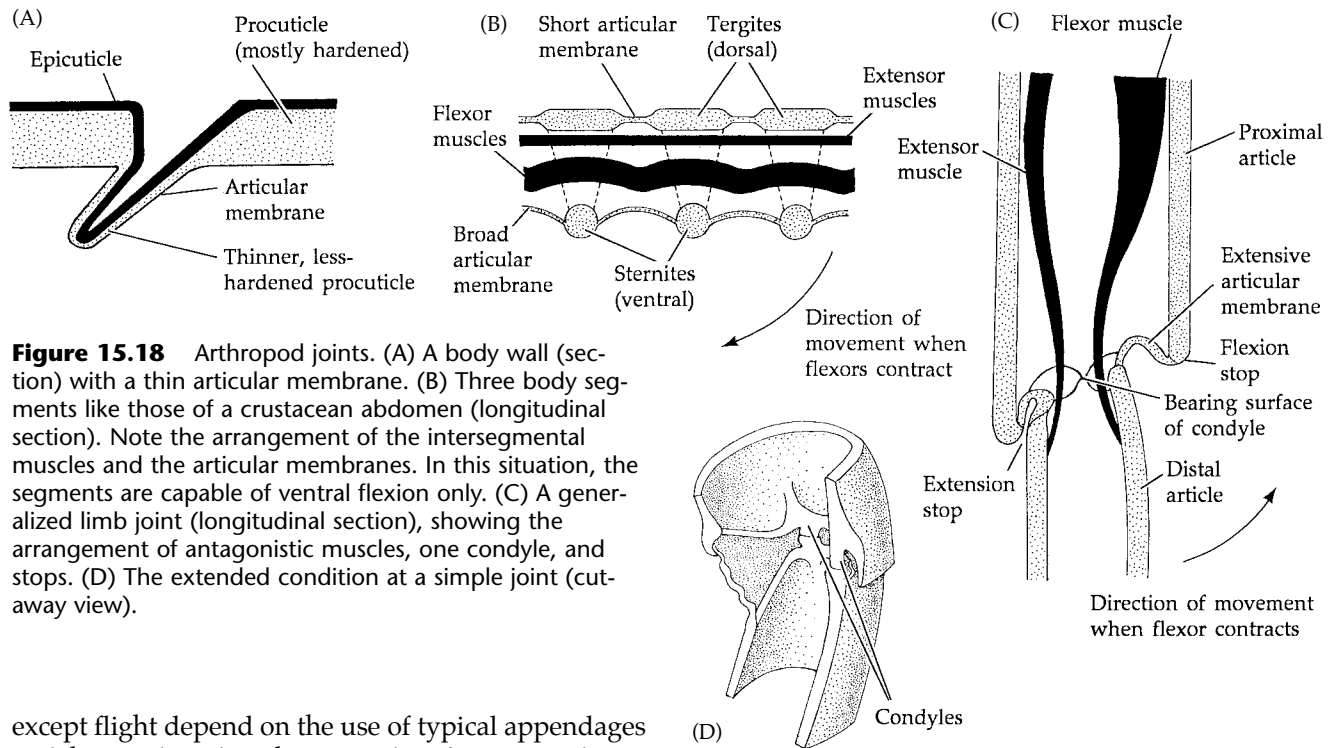 (A)
Procuticle
(mostly hardened)
Epicuticle
Articular
membrane
Thinner, less-
hardened procuticle
(B)
Short articular
membrane
Tergites
(dorsal)
Extensor
muscles
Flexor
muscles
Broad
articular
membrane
Sternites
(ventral)
Direction of
movement when
flexors contract
(C)
Flexor muscle
Extensor
muscle
Proximal
article
Extensive
articular
membrane
Flexion
stop
Bearing surface
of condyle
Extension
stop
Distal
article
Direction of movement
when flexor contracts
Figure 15.18 Arthropod joints. (A) A body wall (sec-
tion) with a thin articular membrane. (B) Three body seg-
ments like those of a crustacean abdomen (longitudinal
section). Note the arrangement of the intersegmental
muscles and the articular membranes. In this situation, the
segments are capable of ventral flexion only. (C) A gener-
alized limb joint (longitudinal section), showing the
arrangement of antagonistic muscles, one condyle, and
stops. (D) The extended condition at a simple joint (cut-
away view).
Condyles
(D)
except flight depend on the use of typical appendages